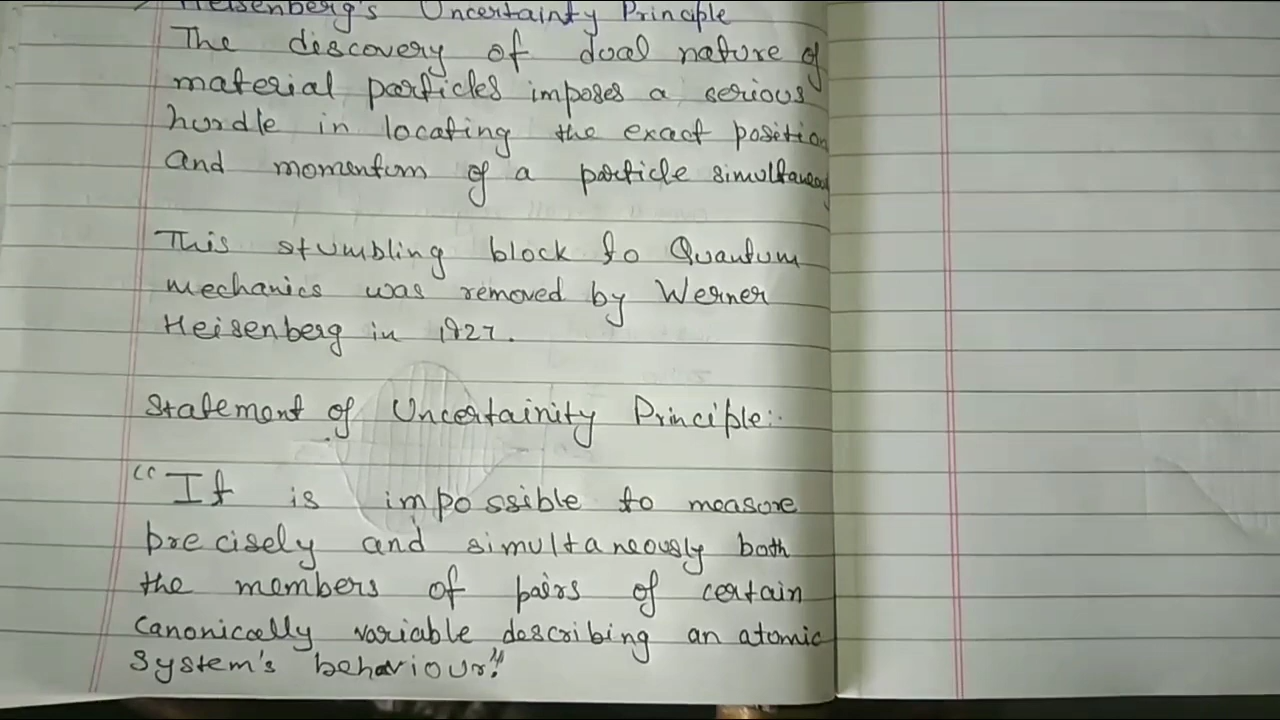 Heisenberg's Uncertainty Principle
The discovery of dual nature of
material particles imposes a serious
hurdle in locating the exact position
and momentum of a particle simultaneously
This stumbling block to Quantum
mechanics was removed by Werner
Heisenberg in 1927.
Statement of Uncertainity Principle:-
"It is impossible to measure
precisely and simultaneously both
the members of pairs of certain
canonically variable describing an atomic
system's behaviour."